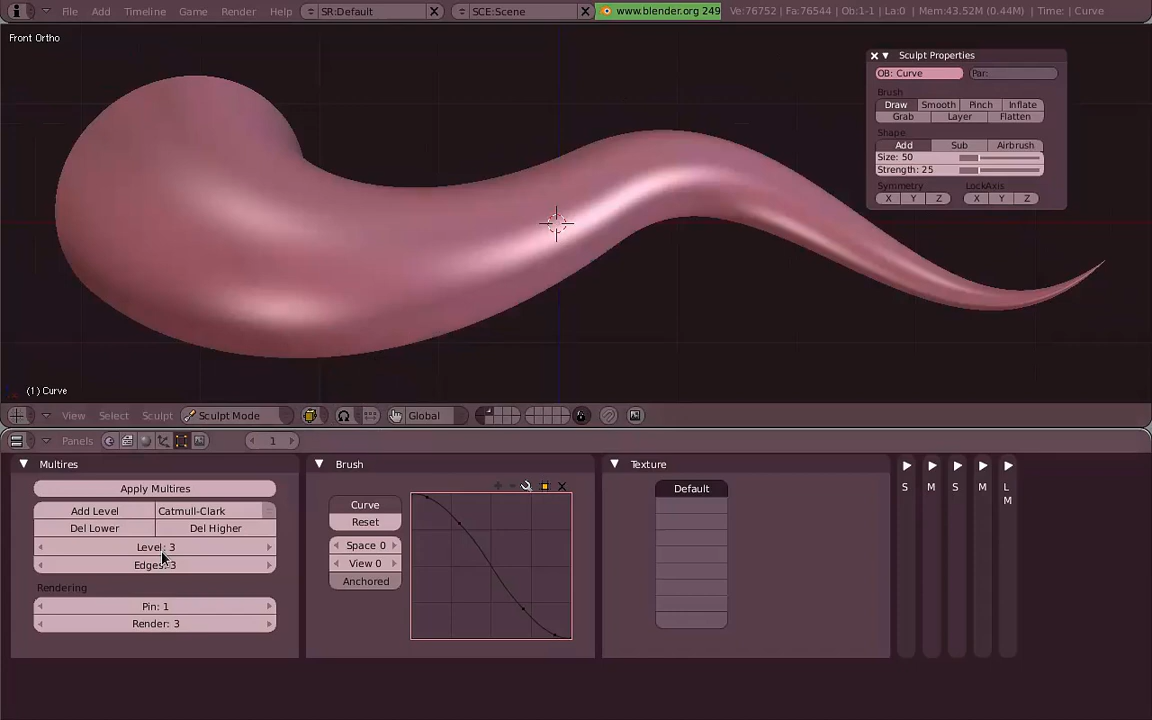 File Add Timeline Game Render Help SR:Default SCE:Scene www.blender.org 249 Ve:76752 | Fa:76544 | Ob:1-1 | La:0 | Mem:43.52M (0.44M) | Time: | Curve
Front Ortho
Sculpt Properties
OB: Curve Par:
Brush
Draw Smooth Pinch Inflate
Grab Layer Flatten
Shape
Add Sub Airbrush
Size: 50
Strength: 25
Symmetry LockAxis
X Y Z X Y Z
(1) Curve
View Select Sculpt Sculpt Mode Global
Panels 1
Multires
Apply Multires
Add Level Catmull-Clark
Del Lower Del Higher
Level: 3
Edges: 3
Rendering
Pin: 1
Render: 3
Brush
Curve
Reset
Space 0
View 0
Anchored
Texture
Default
S M S M L
M